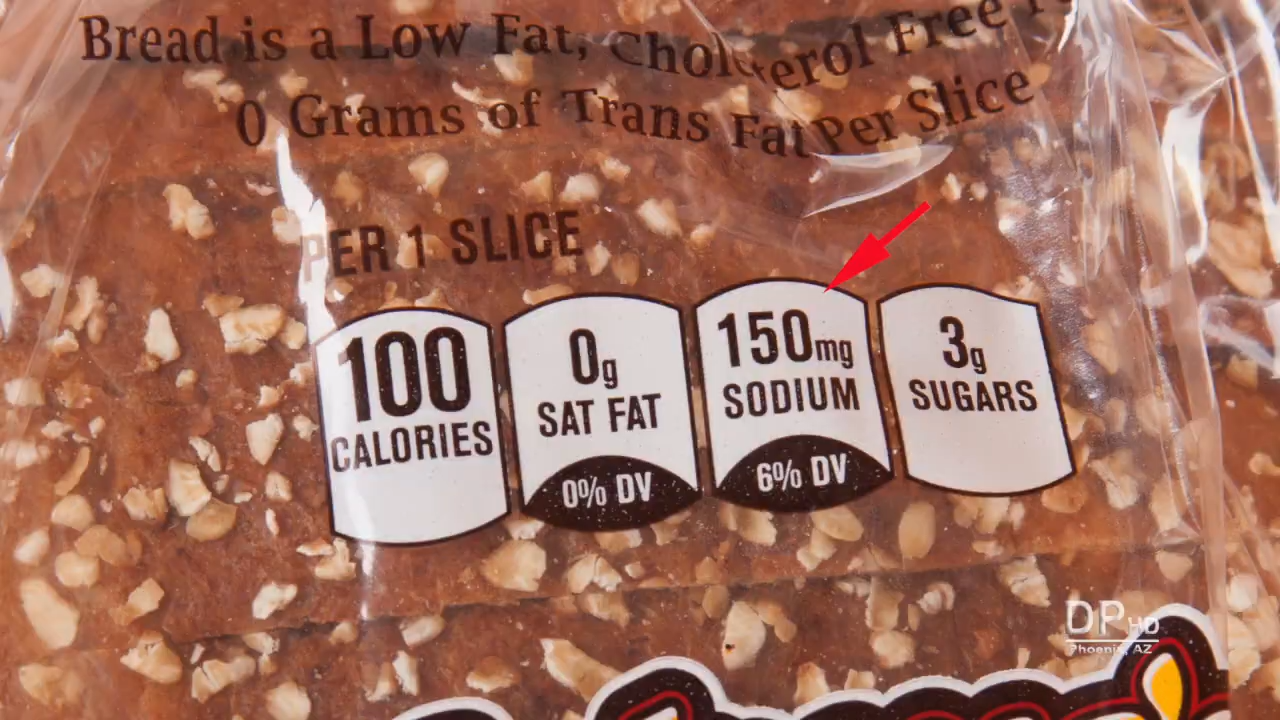 Bread is a Low Fat, Cholesterol Free
0 Grams of Trans Fat Per Slice
PER 1 SLICE
100
CALORIES
0g
SAT FAT
0% DV
150mg
SODIUM
6% DV
3g
SUGARS
DP HD
Phoenix, AZ